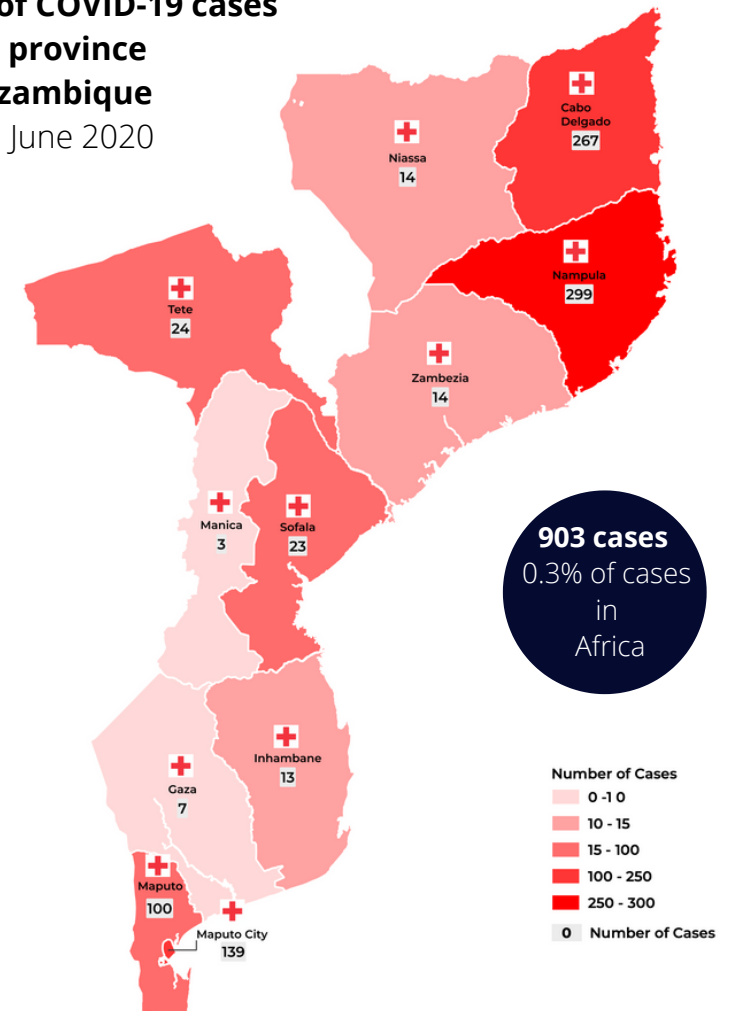 of COVID-19 cases
province
zambique
June 2020
Cabo
Delgado
267
Niassa
14
Nampula
299
Tete
24
Zambezia
14
Manica
3
Sofala
23
903 cases
0.3% of cases
in
Africa
Inhambane
13
Gaza
7
Maputo
100
Maputo City
139
Number of Cases
0 -1 0
10 - 15
15 - 100
100 - 250
250 - 300
0 Number of Cases